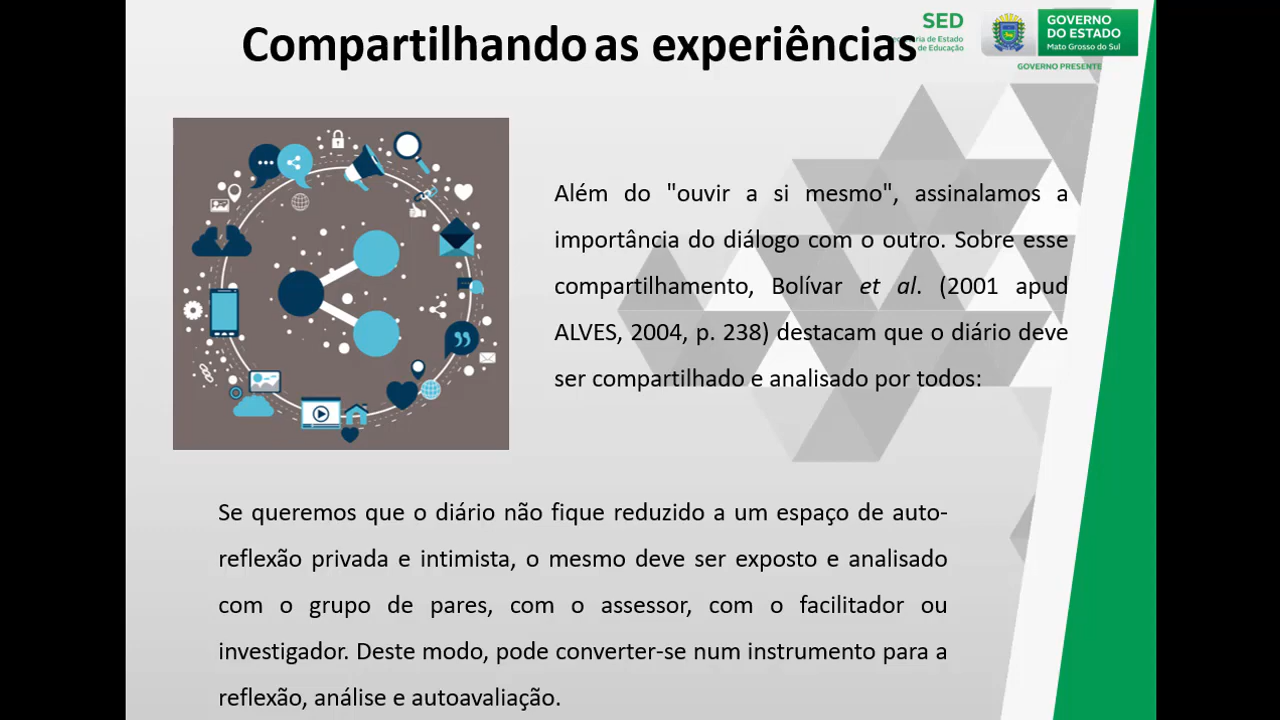 Compartilhando as experiências
SED
de Estado
de Educação
GOVERNO
DO ESTADO
Mato Grosso do Sul
GOVERNO PRESENTE
Além do "ouvir a si mesmo", assinalamos a
importância do diálogo com o outro. Sobre esse
compartilhamento, Bolívar et al. (2001 apud
ALVES, 2004, p. 238) destacam que o diário deve
ser compartilhado e analisado por todos:
Se queremos que o diário não fique reduzido a um espaço de auto-
reflexão privada e intimista, o mesmo deve ser exposto e analisado
com o grupo de pares, com o assessor, com o facilitador ou
investigador. Deste modo, pode converter-se num instrumento para a
reflexão, análise e autoavaliação.